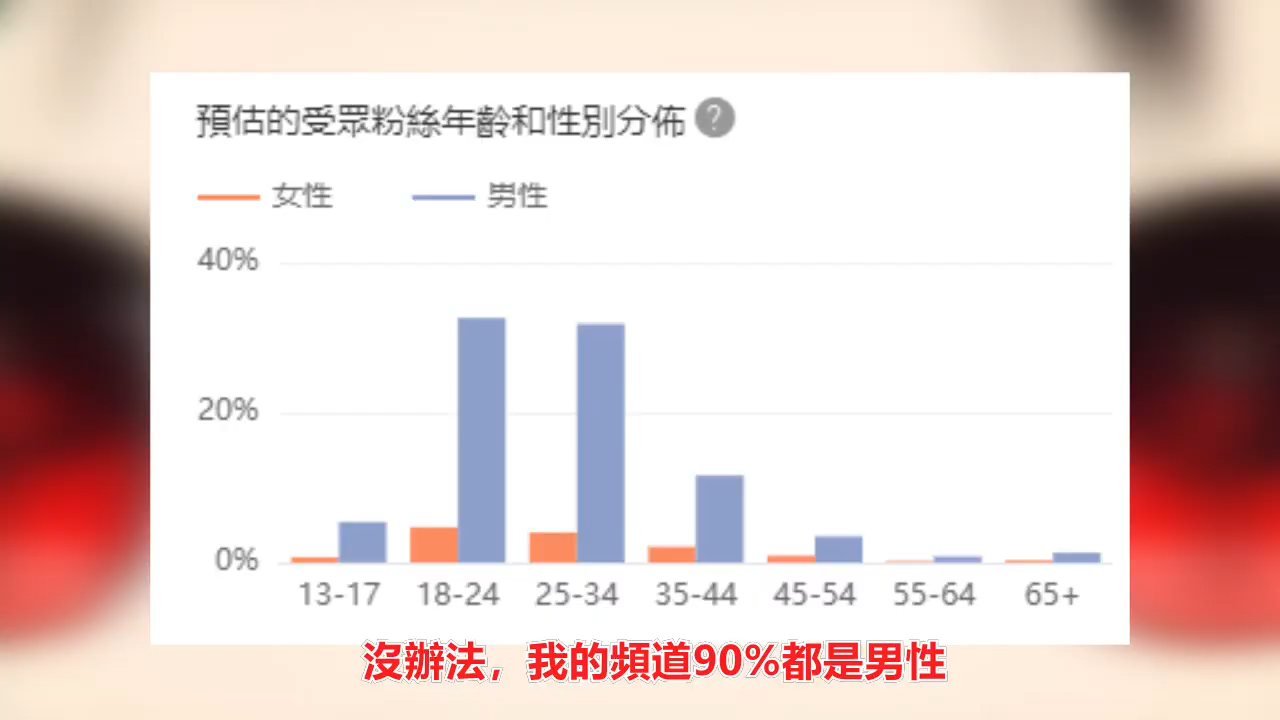 預估的受眾粉絲年齡和性別分佈 ?
女性 男性
40%
20%
0%
13-17 18-24 25-34 35-44 45-54 55-64 65+
沒辦法，我的頻道90%都是男性